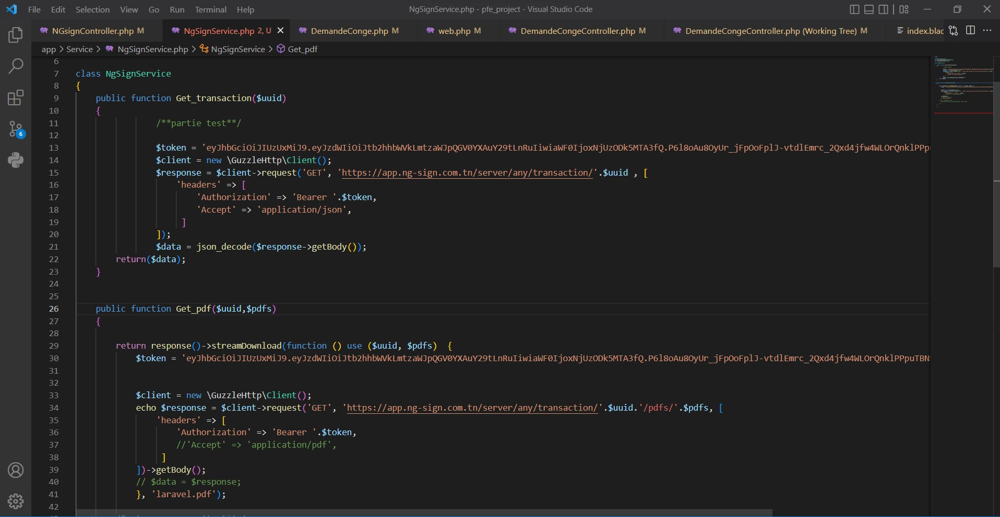 File Edit Selection View Go Run Terminal Help NgSignService.php - pfe_project - Visual Studio Code
NGsignController.php M NgSignService.php 2, U DemandeConge.php M web.php M DemandeCongeController.php M DemandeCongeController.php (Working Tree) M index.blac
app > Service > NgSignService.php > NgSignService > Get_pdf
6
7 class NgSignService
8 {
9 public function Get_transaction($uuid)
10 {
11 /**partie test**/
12
13 $token = 'eyJhbGciOiJIUzUxMiJ9.eyJzdWIiOiJtb2hhbWVkLmtzaWJpQGV0YXAuY29tLnRuIiwiaWF0IjoxNjUzODk5MTA3fQ.P6l8oAu8OyUr_jFpOoFplJ-vtdlEmrc_2Qxd4jfw4WLOrQnklPPpu
14 $client = new \GuzzleHttp\Client();
15 $response = $client->request('GET', 'https://app.ng-sign.com.tn/server/any/transaction/'.$uuid , [
16 'headers' => [
17 'Authorization' => 'Bearer '.$token,
18 'Accept' => 'application/json',
19 ]
20 ]);
21 $data = json_decode($response->getBody());
22 return($data);
23 }
24
25
26 public function Get_pdf($uuid,$pdfs)
27 {
28
29 return response()->streamDownload(function () use ($uuid, $pdfs) {
30 $token = 'eyJhbGciOiJIUzUxMiJ9.eyJzdWIiOiJtb2hhbWVkLmtzaWJpQGV0YXAuY29tLnRuIiwiaWF0IjoxNjUzODk5MTA3fQ.P6l8oAu8OyUr_jFpOoFplJ-vtdlEmrc_2Qxd4jfw4WLOrQnklPPpuTBN
31
32
33 $client = new \GuzzleHttp\Client();
34 echo $response = $client->request('GET', 'https://app.ng-sign.com.tn/server/any/transaction/'.$uuid.'/pdfs/'.$pdfs, [
35 'headers' => [
36 'Authorization' => 'Bearer '.$token,
37 //'Accept' => 'application/pdf',
38 ]
39 ])->getBody();
40 // $data = $response;
41 }, 'laravel.pdf');
42
6